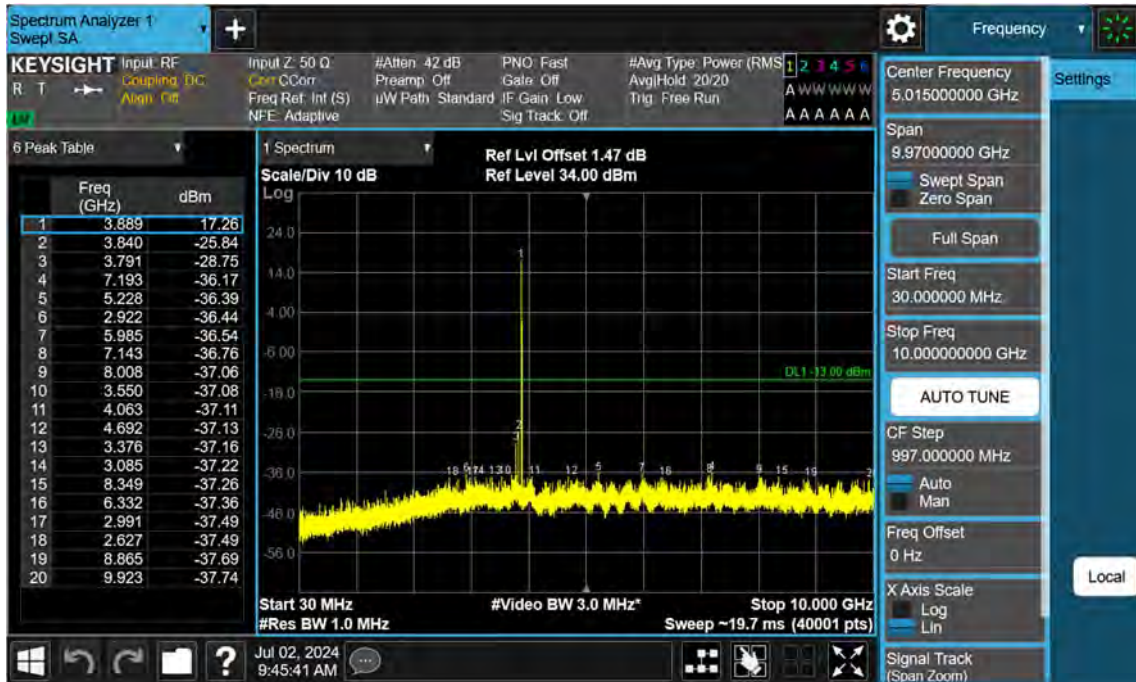 Spectrum Analyzer 1
Swept SA
Frequency
KEYSIGHT
R T
Input: RF
Coupling: DC
Align: Off
Input Z: 50 Ω
Corr CCorr
Freq Ref: Int (S)
NFE: Adaptive
#Atten: 42 dB
Preamp: Off
µW Path: Standard
PNO: Fast
Gate: Off
IF Gain: Low
Sig Track: Off
#Avg Type: Power (RMS
Avg|Hold: 20/20
Trig: Free Run
1 2 3 4 5 6
A W W W W W
A A A A A A
6 Peak Table
Freq
(GHz)
dBm
1 3.889 17.26
2 3.840 -25.84
3 3.791 -28.75
4 7.193 -36.17
5 5.228 -36.39
6 2.922 -36.44
7 5.985 -36.54
8 7.143 -36.76
9 8.008 -37.06
10 3.550 -37.08
11 4.063 -37.11
12 4.692 -37.13
13 3.376 -37.16
14 3.085 -37.22
15 8.349 -37.26
16 6.332 -37.36
17 2.991 -37.49
18 2.627 -37.49
19 8.865 -37.69
20 9.923 -37.74
1 Spectrum
Scale/Div 10 dB
Ref Lvl Offset 1.47 dB
Ref Level 34.00 dBm
Log
24.0
14.0
4.00
-6.00
-16.0
-26.0
-36.0
-46.0
-56.0
DL1 -13.00 dBm
1
2
11
12
5
7
16
9
15
19
Start 30 MHz
#Res BW 1.0 MHz
#Video BW 3.0 MHz*
Stop 10.000 GHz
Sweep ~19.7 ms (40001 pts)
Center Frequency
5.015000000 GHz
Settings
Span
9.97000000 GHz
Swept Span
Zero Span
Full Span
Start Freq
30.000000 MHz
Stop Freq
10.000000000 GHz
AUTO TUNE
CF Step
997.000000 MHz
Auto
Man
Freq Offset
0 Hz
X Axis Scale
Log
Lin
Local
Signal Track
(Span Zoom)
?
Jul 02, 2024
9:45:41 AM